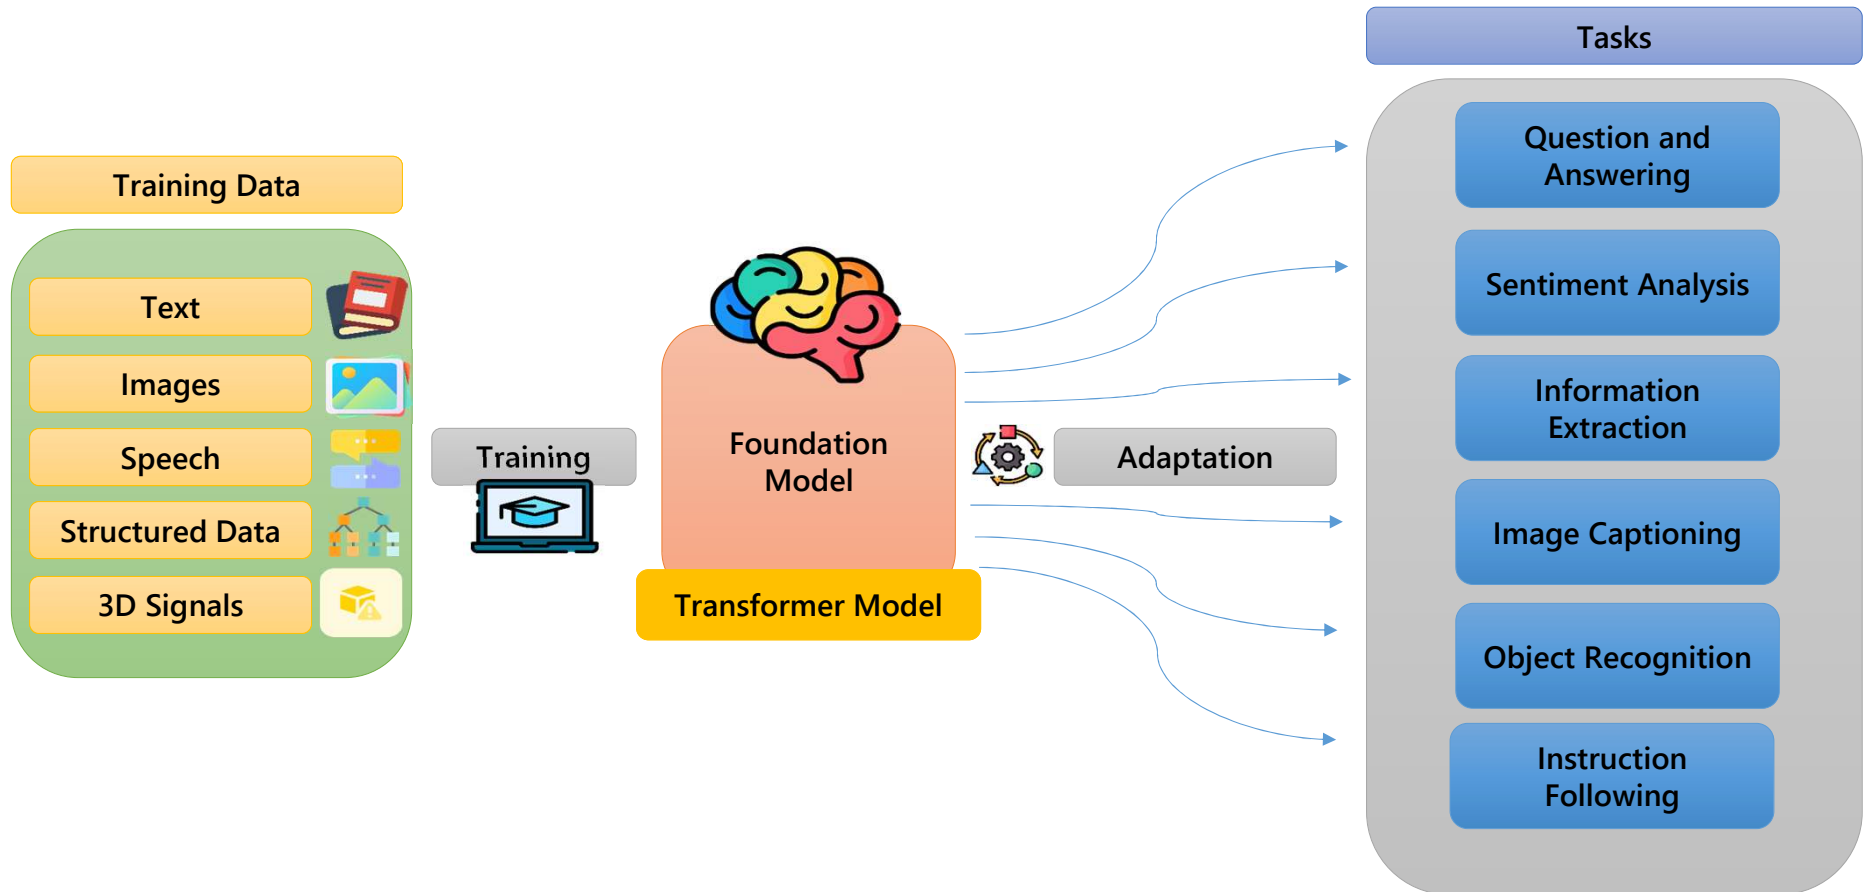 Training Data
Text
Images
Speech
Structured Data
3D Signals
Training
Foundation
Model
Transformer Model
Adaptation
Tasks
Question and
Answering
Sentiment Analysis
Information
Extraction
Image Captioning
Object Recognition
Instruction
Following